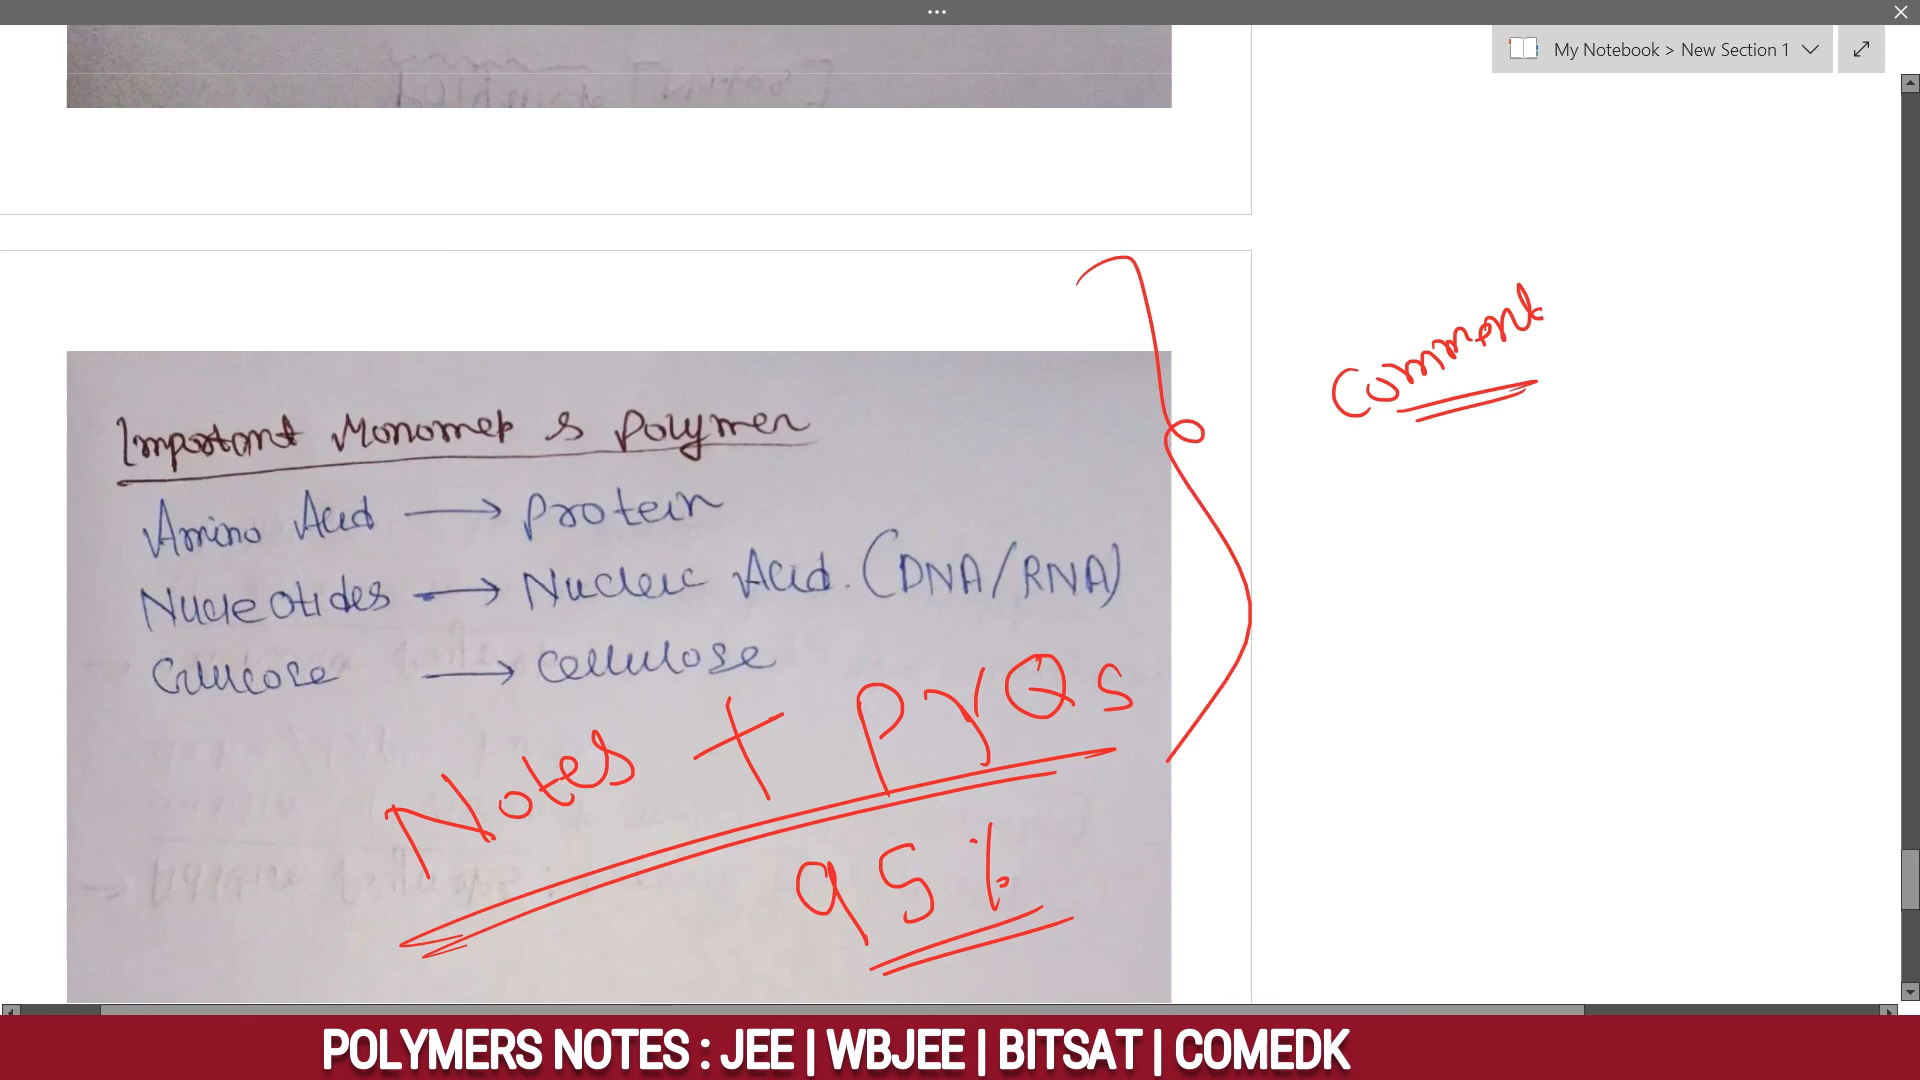 My Notebook > New Section 1
Comment
Important Monomer & Polymer
Amino Acid → Protein
Nucleotides → Nucleic Acid. (DNA/RNA)
Glucose → Cellulose
Notes + PYQs
95%
POLYMERS NOTES : JEE | WBJEE | BITSAT | COMEDK